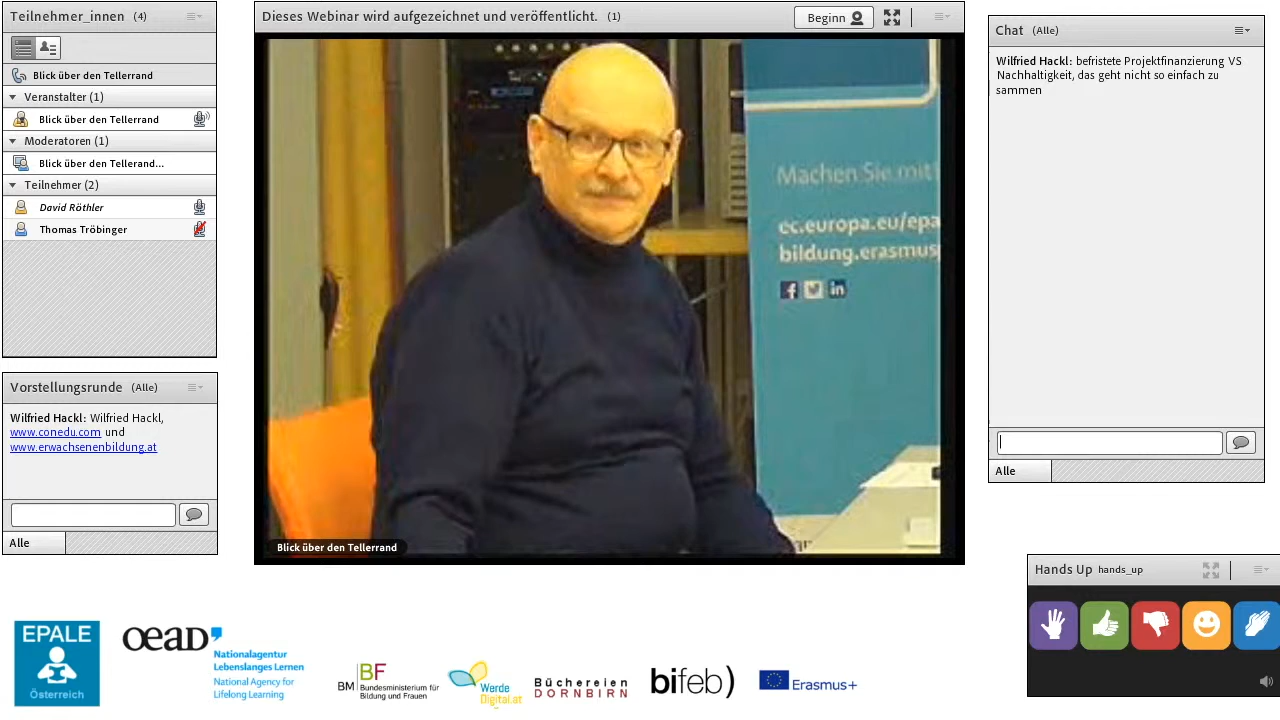 Teilnehmer_innen (4)
Blick über den Tellerrand
Veranstalter (1)
Blick über den Tellerrand
Moderatoren (1)
Blick über den Tellerand...
Teilnehmer (2)
David Röthler
Thomas Tröbinger
Vorstellungsrunde (Alle)
Wilfried Hackl: Wilfried Hackl,
www.conedu.com und
www.erwachsenenbildung.at
Alle
Dieses Webinar wird aufgezeichnet und veröffentlicht. (1)
Beginn
Machen Sie mit
ec.europa.eu/epa
bildung.erasmus
f
in
Blick über den Tellerrand
Chat (Alle)
Wilfried Hackl: befristete Projektfinanzierung VS
Nachhaltigkeit, das geht nicht so einfach zu
sammen
Alle
Hands Up hands_up
EPALE
Österreich
OEAD
Nationalagentur
Lebenslanges Lernen
National Agency for
Lifelong Learning
BM BF
Bundesministerium für
Bildung und Frauen
Werde
Digital.at
Büchereien
DORNBIRN
bifeb)
Erasmus+